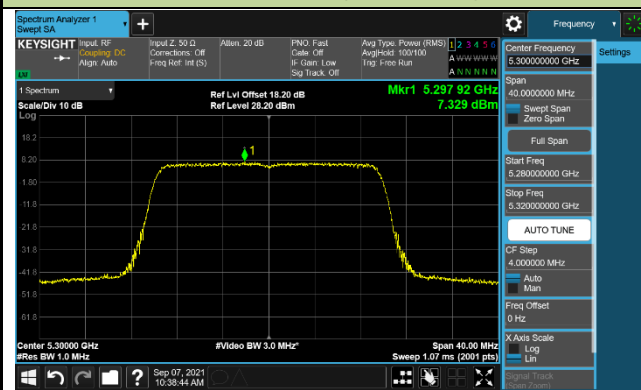 Spectrum Analyzer 1
Swept SA
+
Frequency
KEYSIGHT
Input: RF
Coupling: DC
Align: Auto
Input Z: 50 Ω
Corrections: Off
Freq Ref: Int (S)
Atten: 20 dB
PNO: Fast
Gate: Off
IF Gain: Low
Sig Track: Off
Avg Type: Power (RMS)
Avg|Hold: 100/100
Trig: Free Run
1 2 3 4 5 6
A W W W W W
A N N N N N
LM
Center Frequency
5.300000000 GHz
Settings
Span
40.0000000 MHz
Swept Span
Zero Span
Full Span
Start Freq
5.280000000 GHz
Stop Freq
5.320000000 GHz
AUTO TUNE
CF Step
4.000000 MHz
Auto
Man
Freq Offset
0 Hz
X Axis Scale
Log
Lin
Signal Track
(Span Zoom)
1 Spectrum
Scale/Div 10 dB
Log
Ref Lvl Offset 18.20 dB
Ref Level 28.20 dBm
Mkr1 5.297 92 GHz
7.329 dBm
1
18.2
8.20
-1.80
-11.8
-21.8
-31.8
-41.8
-51.8
-61.8
Center 5.30000 GHz
#Res BW 1.0 MHz
#Video BW 3.0 MHz*
Span 40.00 MHz
Sweep 1.07 ms (2001 pts)
?
Sep 07, 2021
10:38:44 AM